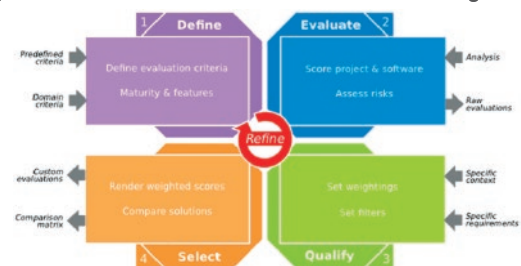 1
Define
Evaluate
2
Predefined
criteria
Define evaluation criteria
Score project & software
Analysis
Domain
criteria
Maturity & features
Assess risks
Raw
evaluations
Refine
Custom
evaluations
Render weighted scores
Set weightings
Specific
context
Comparison
matrix
Compare solutions
Set filters
Specific
requirements
4
Select
Qualify
3